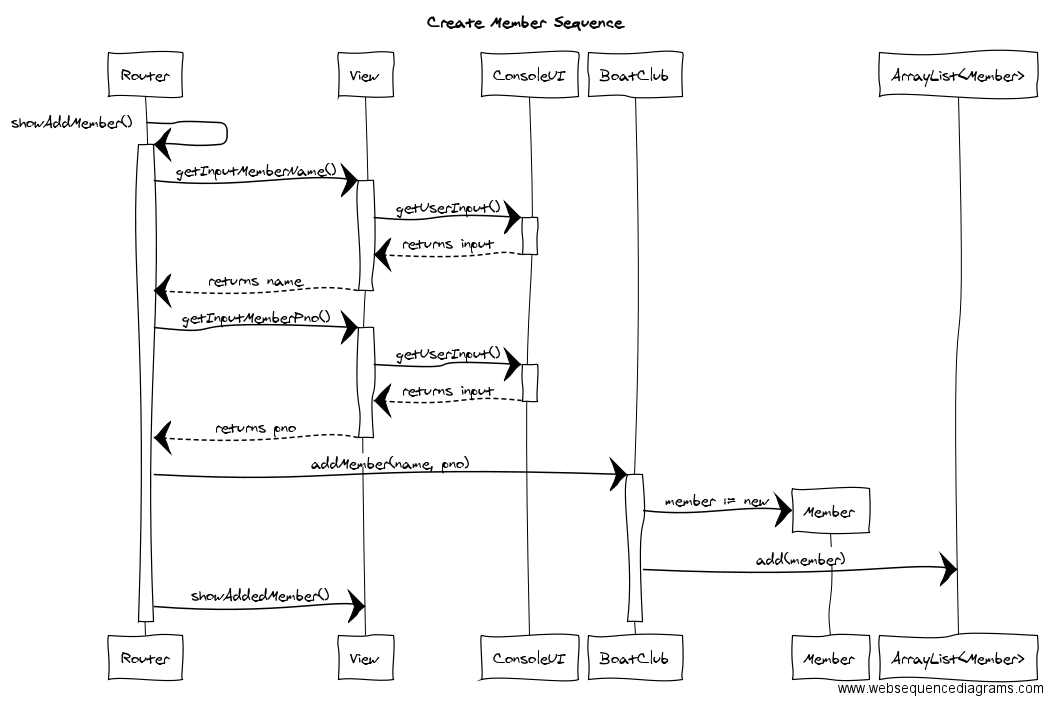 Create Member Sequence
Router
View
ConsoleUI
BoatClub
ArrayList<Member>
showAddMember()
getInputMemberName()
getUserInput()
returns input
returns name
getInputMemberPno()
getUserInput()
returns input
returns pno
addMember(name, pno)
member := new
Member
add(member)
showAddedMember()
Router
View
ConsoleUI
BoatClub
Member
ArrayList<Member>
www.websequencediagrams.com